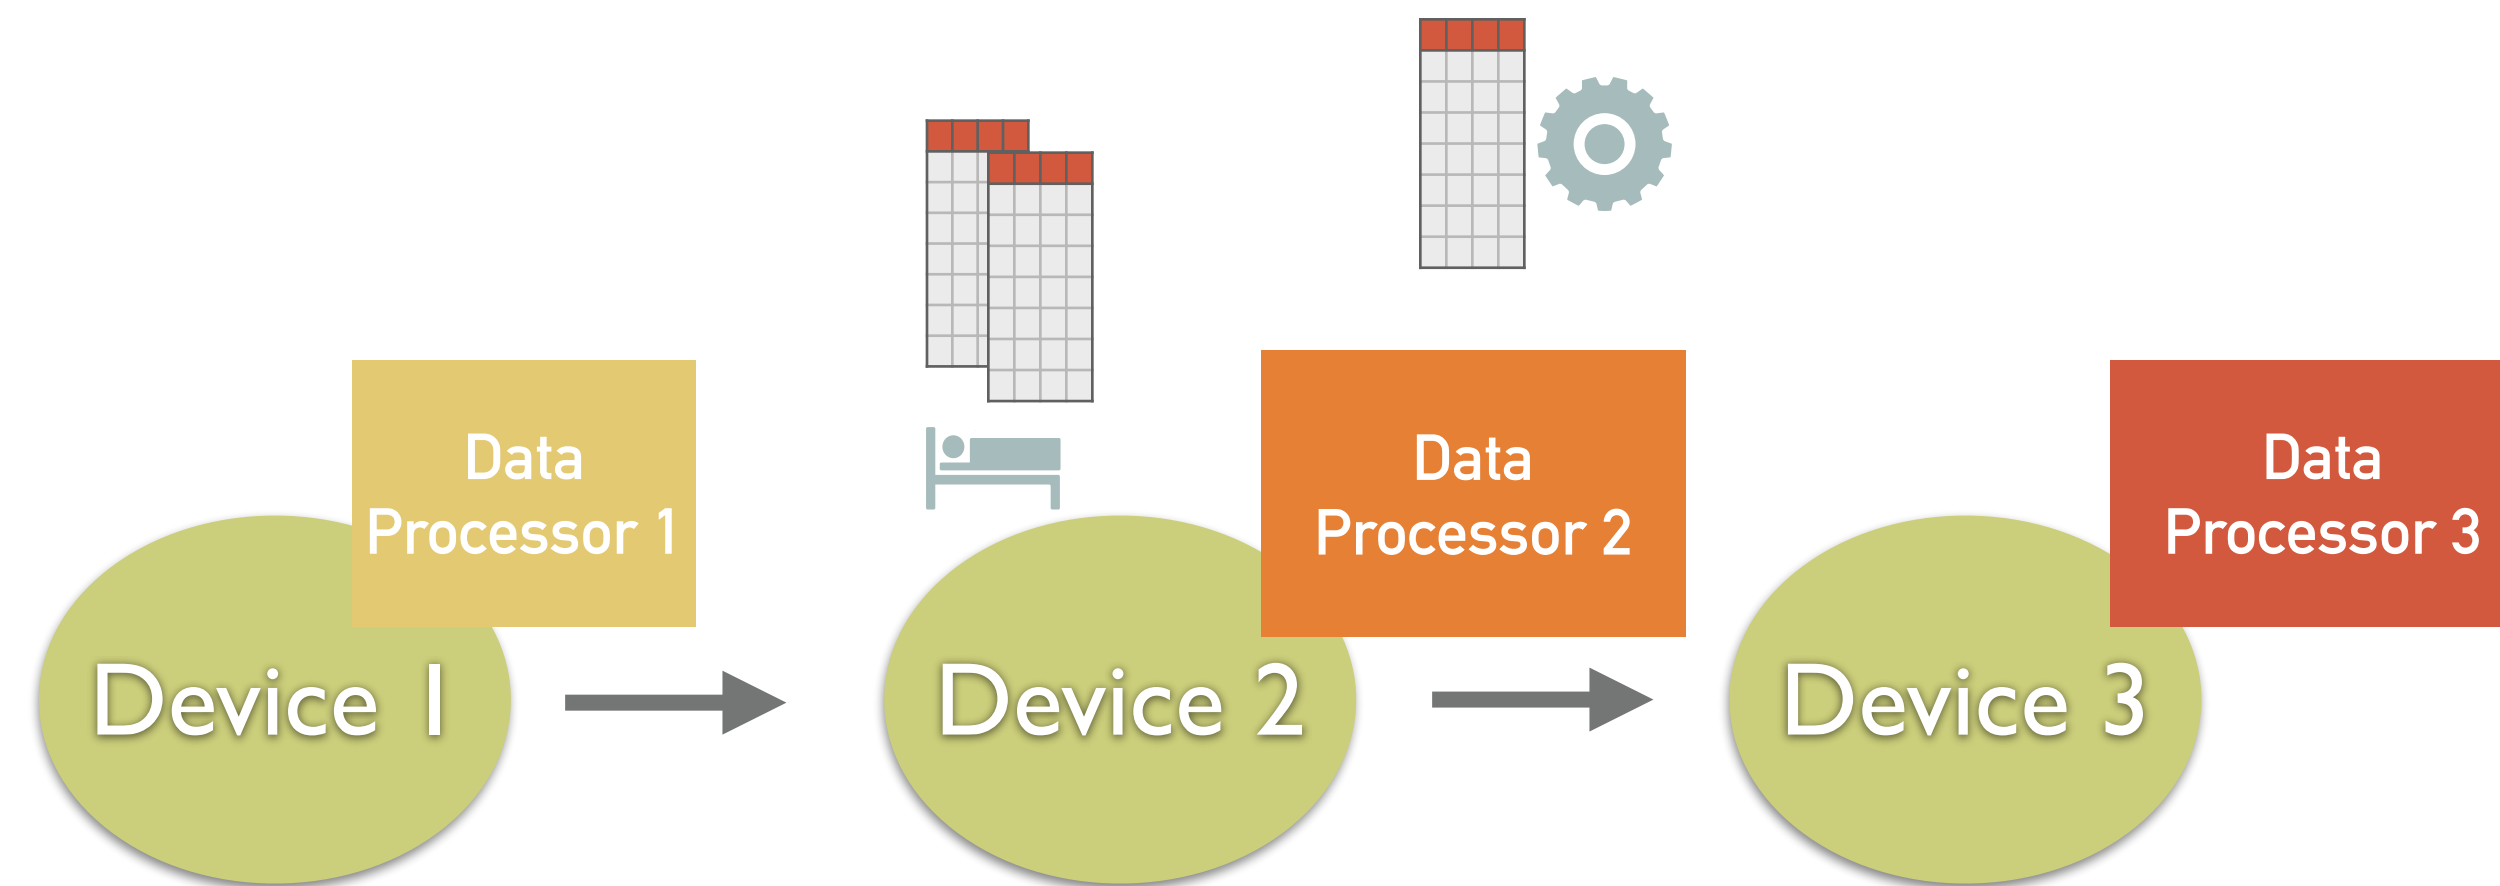 Data
Processor 1
Data
Processor 2
Data
Processor 3
Device 1
Device 2
Device 3